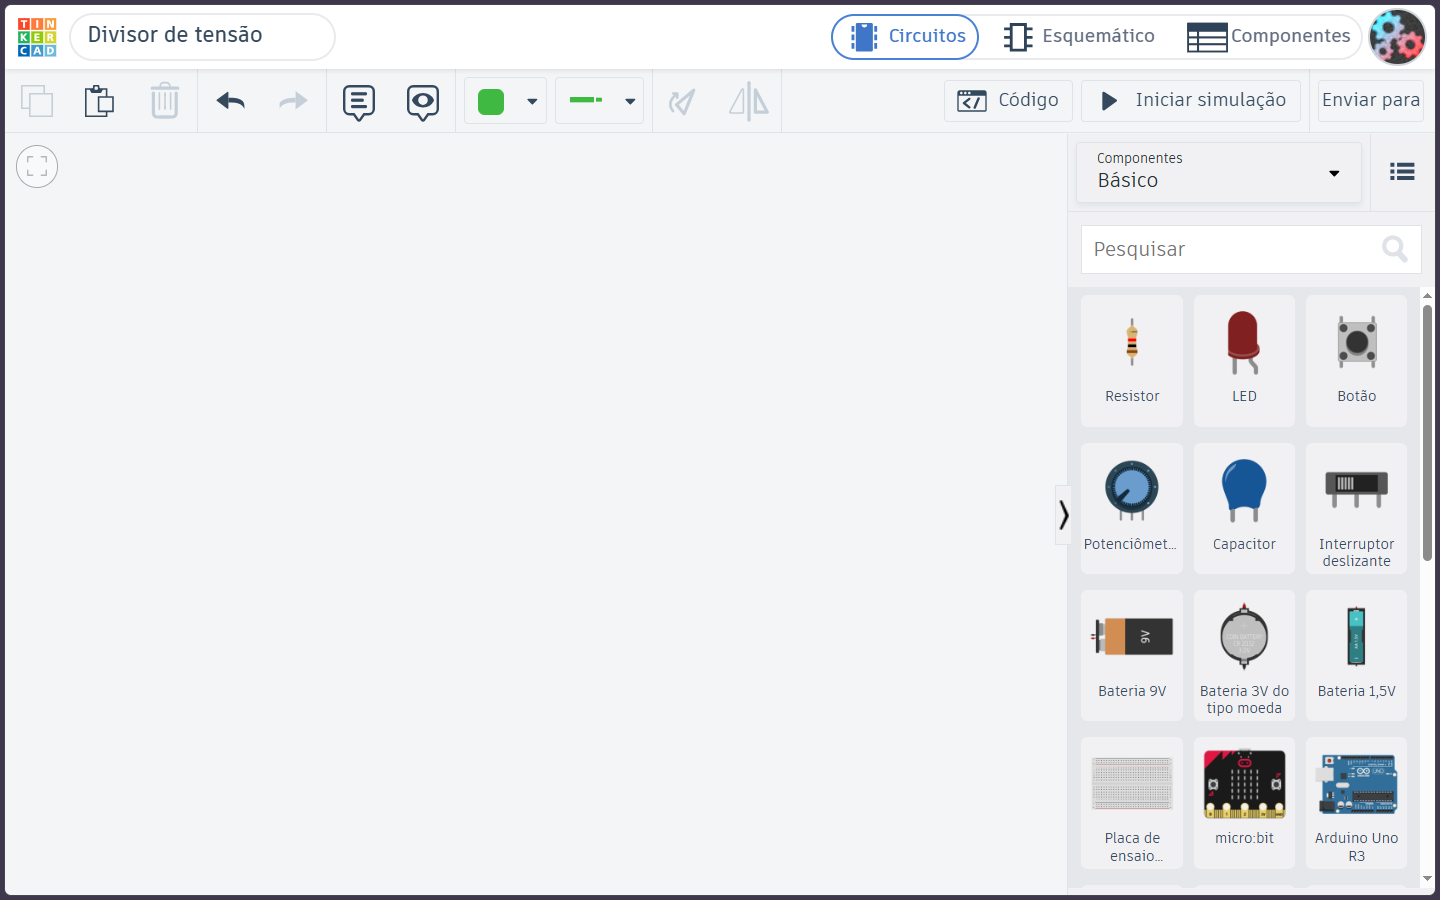 TIN
KER
CAD
Divisor de tensão
Circuitos
Esquemático
Componentes
Código
Iniciar simulação
Enviar para
Componentes
Básico
Pesquisar
Resistor
LED
Botão
Potenciômet...
Capacitor
Interruptor
deslizante
9V
Bateria 9V
Bateria 3V do
tipo moeda
Bateria 1,5V
Placa de
ensaio...
micro:bit
Arduino Uno
R3